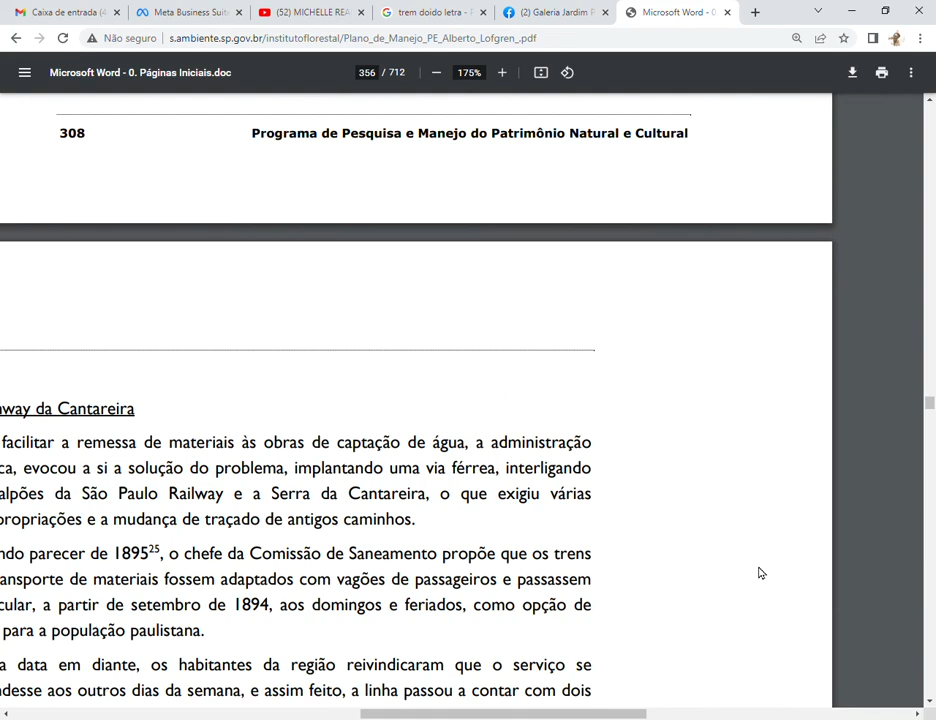 Caixa de entrada (4
Meta Business Suit
(52) MICHELLE REA
trem doido letra - P
(2) Galeria Jardim P
Microsoft Word - 0
Não seguro
s.ambiente.sp.gov.br/institutoflorestal/Plano_de_Manejo_PE_Alberto_Lofgren_.pdf
Microsoft Word - 0. Páginas Iniciais.doc
356 / 712
175%
308
Programa de Pesquisa e Manejo do Patrimônio Natural e Cultural
way da Cantareira
facilitar a remessa de materiais às obras de captação de água, a administração
ca, evocou a si a solução do problema, implantando uma via férrea, interligando
alpões da São Paulo Railway e a Serra da Cantareira, o que exigiu várias
propriações e a mudança de traçado de antigos caminhos.
ndo parecer de 1895²⁵, o chefe da Comissão de Saneamento propõe que os trens
ansporte de materiais fossem adaptados com vagões de passageiros e passassem
cular, a partir de setembro de 1894, aos domingos e feriados, como opção de
para a população paulistana.
a data em diante, os habitantes da região reivindicaram que o serviço se
ndesse aos outros dias da semana, e assim feito, a linha passou a contar com dois